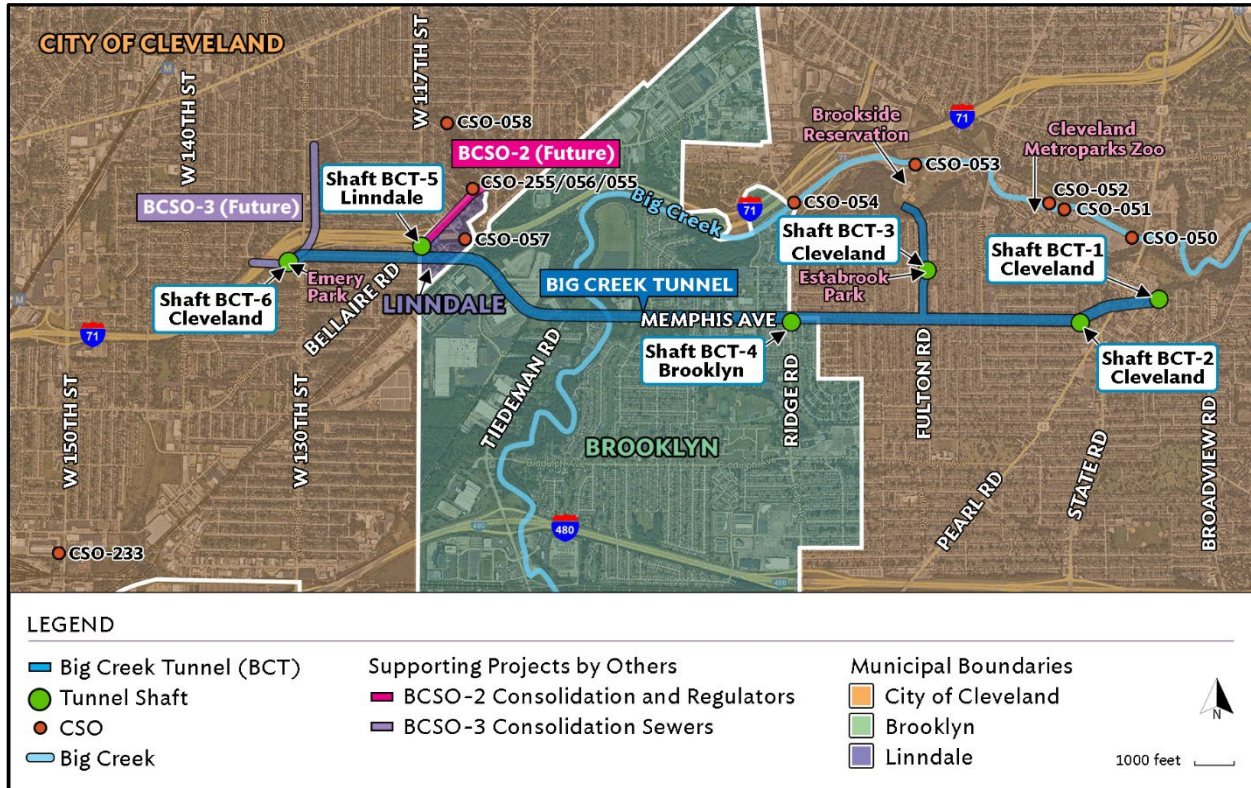 CITY OF CLEVELAND
W 140TH ST
W 117TH ST
CSO-058
BCSO-2 (Future)
Shaft BCT-5
Linndale
CSO-255/056/055
BCSO-3 (Future)
CSO-057
Emery
Park
Shaft BCT-6
Cleveland
BELLAIRE RD
LINNDALE
71
W 150TH ST
W 130TH ST
CSO-233
Big Creek
BIG CREEK TUNNEL
MEMPHIS AVE
TIEDEMAN RD
BROOKLYN
Biddulph Ave
Biddulph Ave
480
480
480
Shaft BCT-4
Brooklyn
RIDGE RD
71
CSO-054
Brookside
Reservation
71
CSO-053
Cleveland
Metroparks Zoo
CSO-052
CSO-051
CSO-050
Shaft BCT-3
Cleveland
Estabrook
Park
FULTON RD
Shaft BCT-1
Cleveland
Shaft BCT-2
Cleveland
PEARL RD
STATE RD
BROADVIEW RD
LEGEND
Big Creek Tunnel (BCT)
Tunnel Shaft
CSO
Big Creek
Supporting Projects by Others
BCSO-2 Consolidation and Regulators
BCSO-3 Consolidation Sewers
Municipal Boundaries
City of Cleveland
Brooklyn
Linndale
N
1000 feet